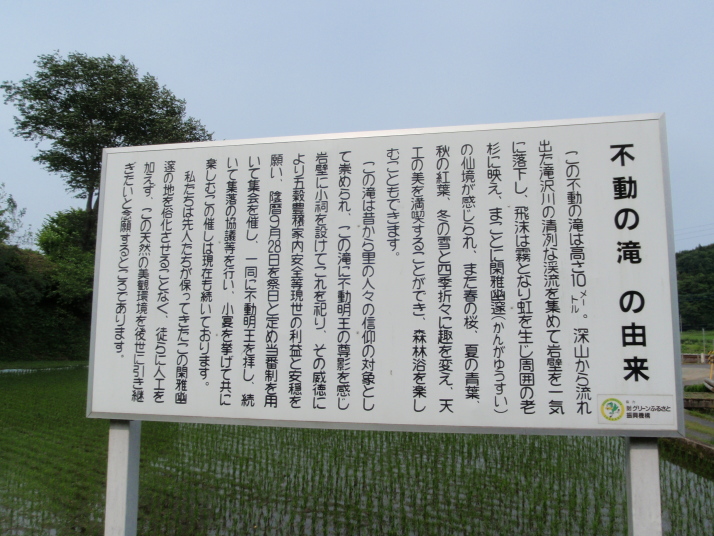 不動の滝 の由来
この不動の滝は高さ10メートル。深山から流れ
出た滝沢川の清冽な渓流を集めて岩壁を一気
に落下し、飛沫は霧となり虹を生じ周囲の老
杉に映え、まことに閑雅幽邃(かんがゆうすい)
の仙境が感じられ、また春の桜、夏の青葉、
秋の紅葉、冬の雪と四季折々に趣を変え、天
工の美を満喫することができ、森林浴を楽し
むこともできます。
この滝は昔から里の人々の信仰の対象とし
て崇められ、この滝に不動明王の尊影を感じ
岩壁に小祠を設けてこれを祀り、その威徳に
より五穀豊穣家内安全等現世の利益と安穏を
願い、陰暦9月28日を祭日と定め当番制を用
いて集会を催し、一同に不動明王を拝し、続
いて集落の協議等を行い、小宴を挙げて共に
楽しむこの催しは現在も続いております。
私たちは先人たちが保ってきたこの閑雅幽
邃の地を俗化させることなく、徒らに人工を
加えず、この天然の美観環境を後世に引き継
ぎたいと念願するところであります。
グリーンふるさと
振興機構